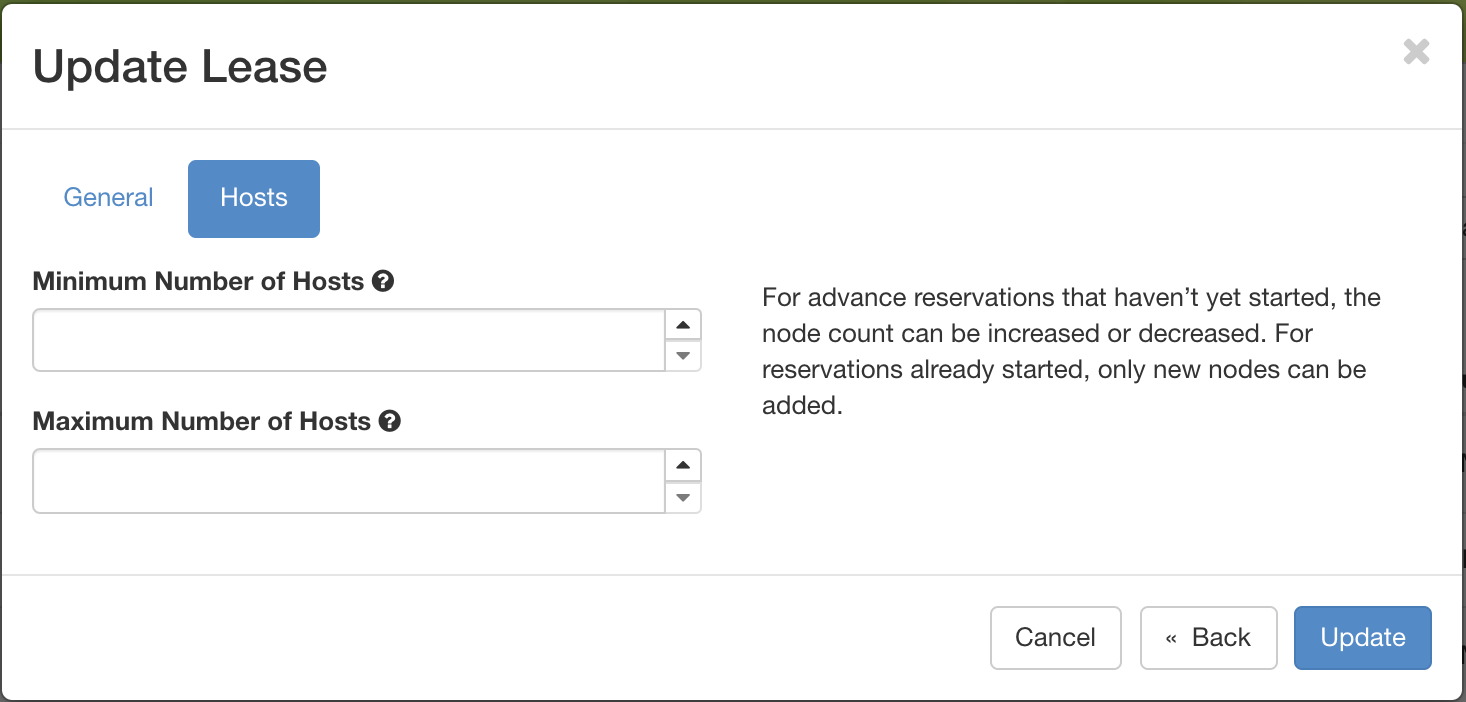 Update Lease
General
Hosts
Minimum Number of Hosts
Maximum Number of Hosts
For advance reservations that haven’t yet started, the
node count can be increased or decreased. For
reservations already started, only new nodes can be
added.
Cancel
« Back
Update